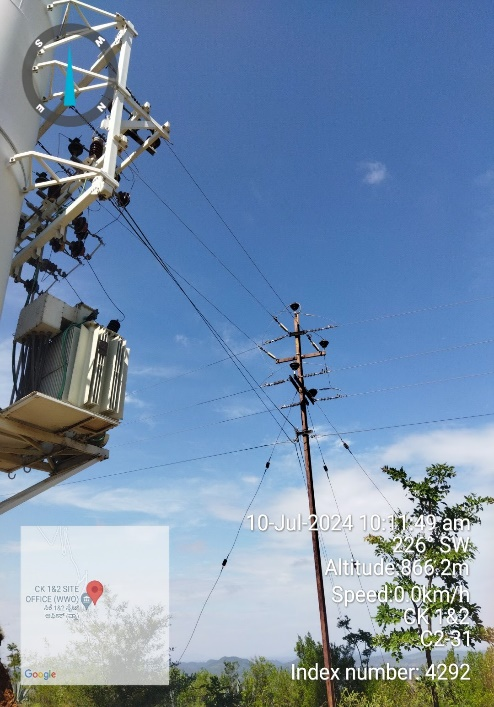 S
W
E
N
10-Jul-2024 10:11:49 am
226° SW
Altitude:866.2m
Speed:0.0km/h
CK 1&2
C2-31
Index number: 4292
CK 1&2 SITE
OFFICE (WWO)
Google